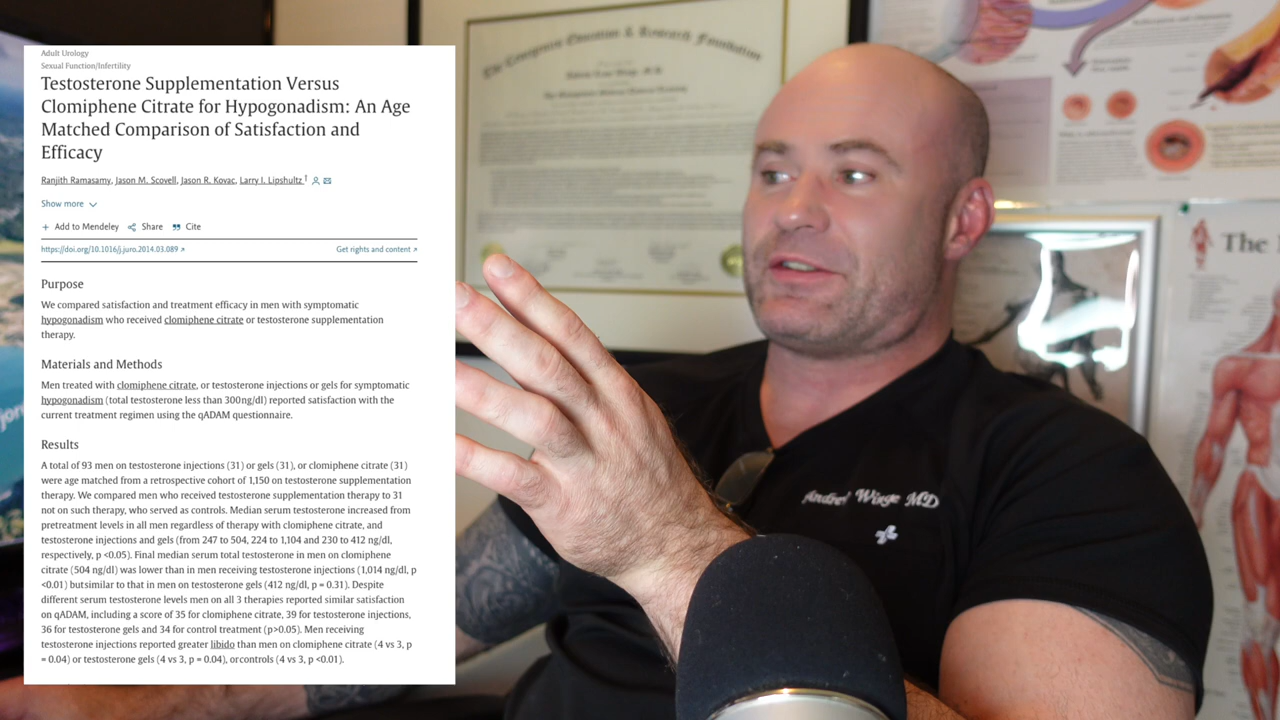 Adult Urology
Sexual Function/Infertility
Testosterone Supplementation Versus
Clomiphene Citrate for Hypogonadism: An Age
Matched Comparison of Satisfaction and
Efficacy
Ranjith Ramasamy, Jason M. Scovell, Jason R. Kovac, Larry I. Lipshultz †
Show more
+ Add to Mendeley Share Cite
https://doi.org/10.1016/j.juro.2014.03.089 ↗ Get rights and content ↗
Purpose
We compared satisfaction and treatment efficacy in men with symptomatic
hypogonadism who received clomiphene citrate or testosterone supplementation
therapy.
Materials and Methods
Men treated with clomiphene citrate, or testosterone injections or gels for symptomatic
hypogonadism (total testosterone less than 300ng/dl) reported satisfaction with the
current treatment regimen using the qADAM questionnaire.
Results
A total of 93 men on testosterone injections (31) or gels (31), or clomiphene citrate (31)
were age matched from a retrospective cohort of 1,150 on testosterone supplementation
therapy. We compared men who received testosterone supplementation therapy to 31
not on such therapy, who served as controls. Median serum testosterone increased from
pretreatment levels in all men regardless of therapy with clomiphene citrate, and
testosterone injections and gels (from 247 to 504, 224 to 1,104 and 230 to 412 ng/dl,
respectively, p <0.05). Final median serum total testosterone in men on clomiphene
citrate (504 ng/dl) was lower than in men receiving testosterone injections (1,014 ng/dl, p
<0.01) but similar to that in men on testosterone gels (412 ng/dl, p = 0.31). Despite
different serum testosterone levels men on all 3 therapies reported similar satisfaction
on qADAM, including a score of 35 for clomiphene citrate, 39 for testosterone injections,
36 for testosterone gels and 34 for control treatment (p>0.05). Men receiving
testosterone injections reported greater libido than men on clomiphene citrate (4 vs 3, p
= 0.04) or testosterone gels (4 vs 3, p = 0.04), or controls (4 vs 3, p <0.01).
Education & Research Foundation
The
MD